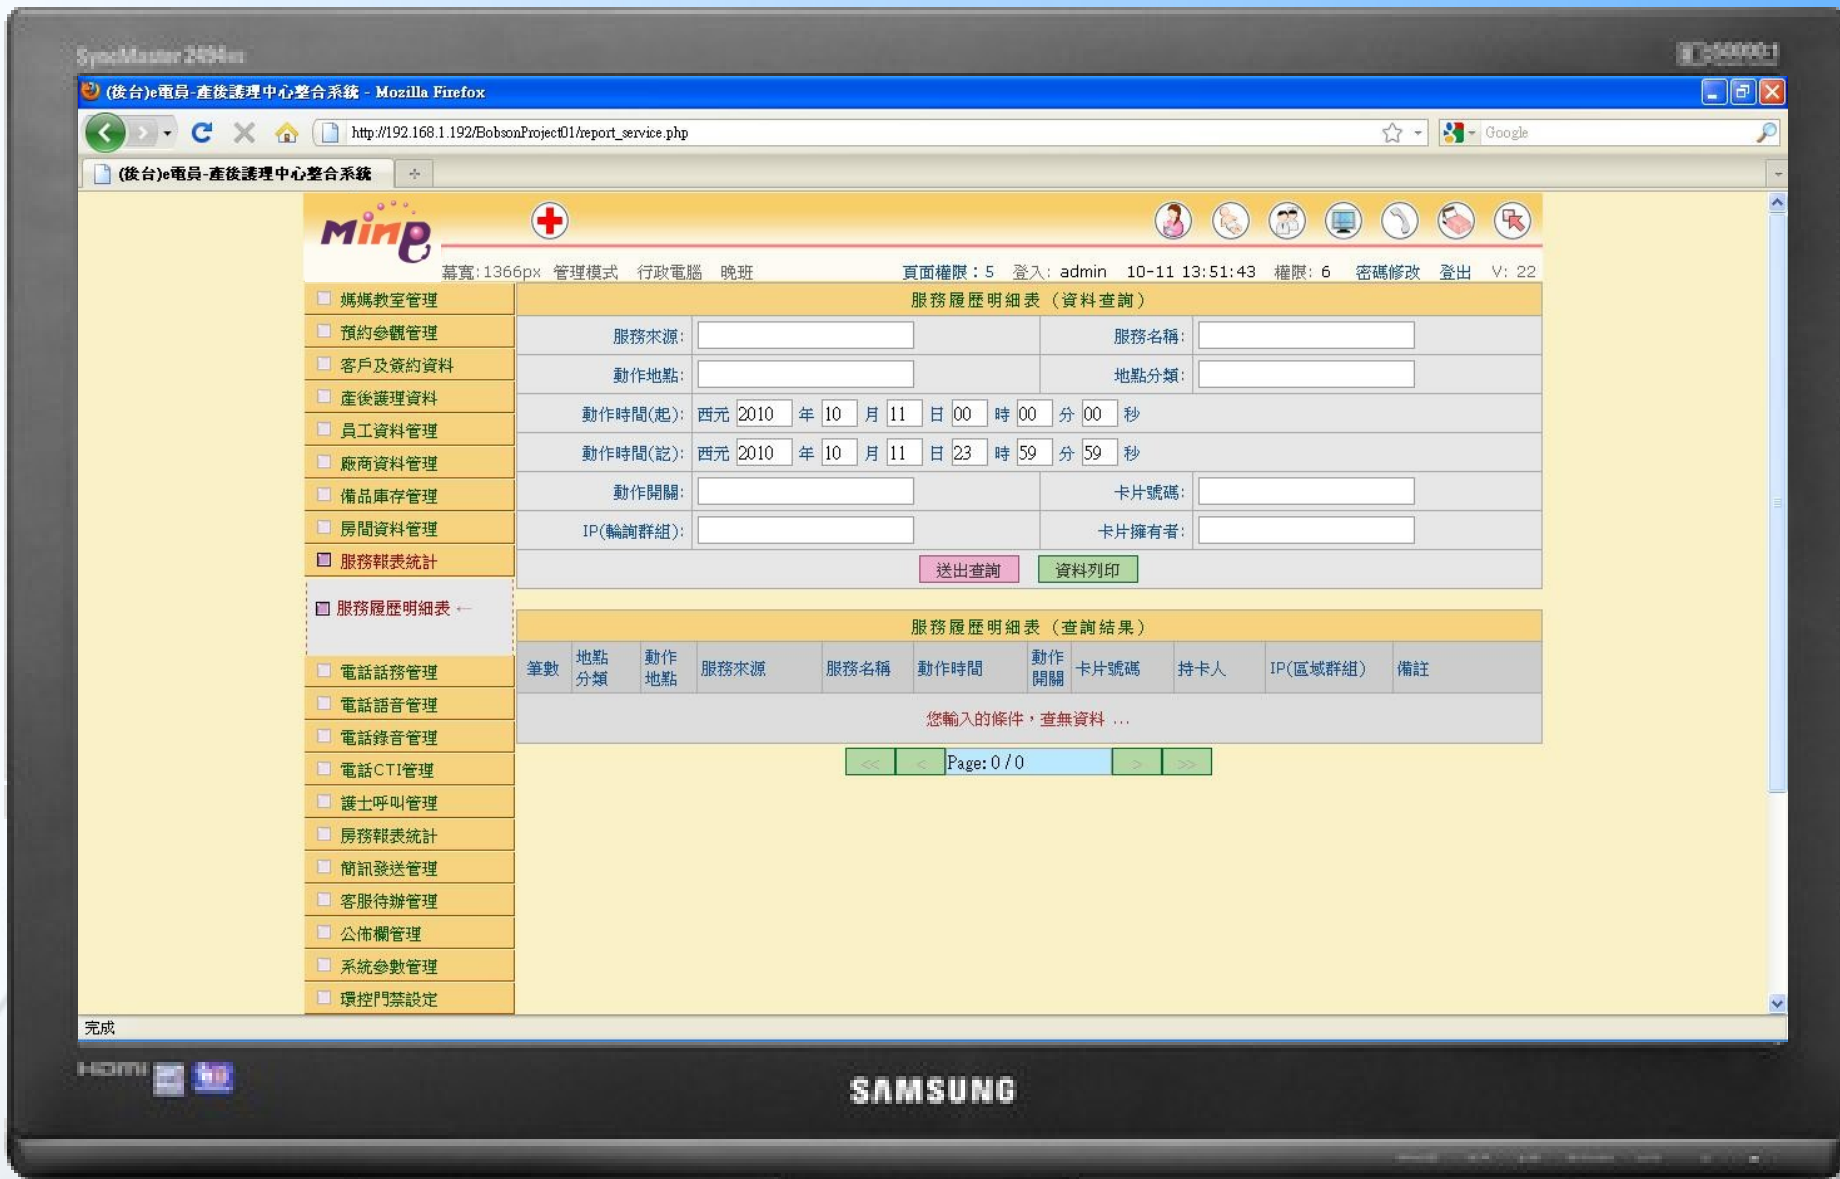 SyncMaster 2494
50000:1
(後台)e電員-產後護理中心整合系統 - Mozilla Firefox
http://192.168.1.192/BobsonProject01/report_service.php
Google
(後台)e電員-產後護理中心整合系統
Minp
幕寬:1366px 管理模式 行政電腦 晚班 頁面權限：5 登入: admin 10-11 13:51:43 權限: 6 密碼修改 登出 V: 22
媽媽教室管理
預約參觀管理
客戶及簽約資料
產後護理資料
員工資料管理
廠商資料管理
備品庫存管理
房間資料管理
服務報表統計
服務履歷明細表 ←
電話話務管理
電話語音管理
電話錄音管理
電話CTI管理
護士呼叫管理
房務報表統計
簡訊發送管理
客服待辦管理
公佈欄管理
系統參數管理
環控門禁設定
服務履歷明細表（資料查詢）
服務來源: 服務名稱:
動作地點: 地點分類:
動作時間(起): 西元 2010 年 10 月 11 日 00 時 00 分 00 秒
動作時間(訖): 西元 2010 年 10 月 11 日 23 時 59 分 59 秒
動作開關: 卡片號碼:
IP(輪詢群組): 卡片擁有者:
送出查詢 資料列印
服務履歷明細表（查詢結果）
筆數 地點分類 動作地點 服務來源 服務名稱 動作時間 動作開關 卡片號碼 持卡人 IP(區域群組) 備註
您輸入的條件，查無資料 ...
<< < Page: 0 / 0 > >>
完成
HDMI
SAMSUNG